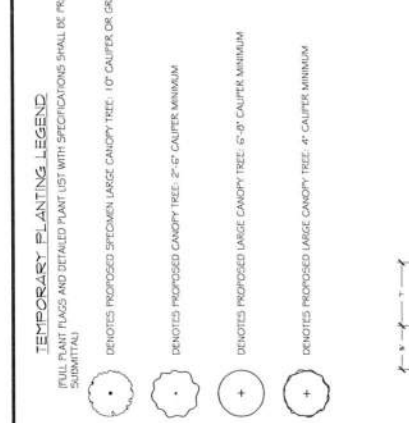 TEMPORARY PLANTING LEGEND
(FULL PLANT FLAGS AND DETAILED PLANT LIST WITH SPECIFICATIONS SHALL BE PR
SUBMITTAL)
DENOTES PROPOSED SPECIMEN LARGE CANOPY TREE: 10" CALIPER OR GR
DENOTES PROPOSED CANOPY TREE: 2"-6" CALIPER MINIMUM
DENOTES PROPOSED LARGE CANOPY TREE: 6"-8" CALIPER MINIMUM
DENOTES PROPOSED LARGE CANOPY TREE: 4" CALIPER MINIMUM